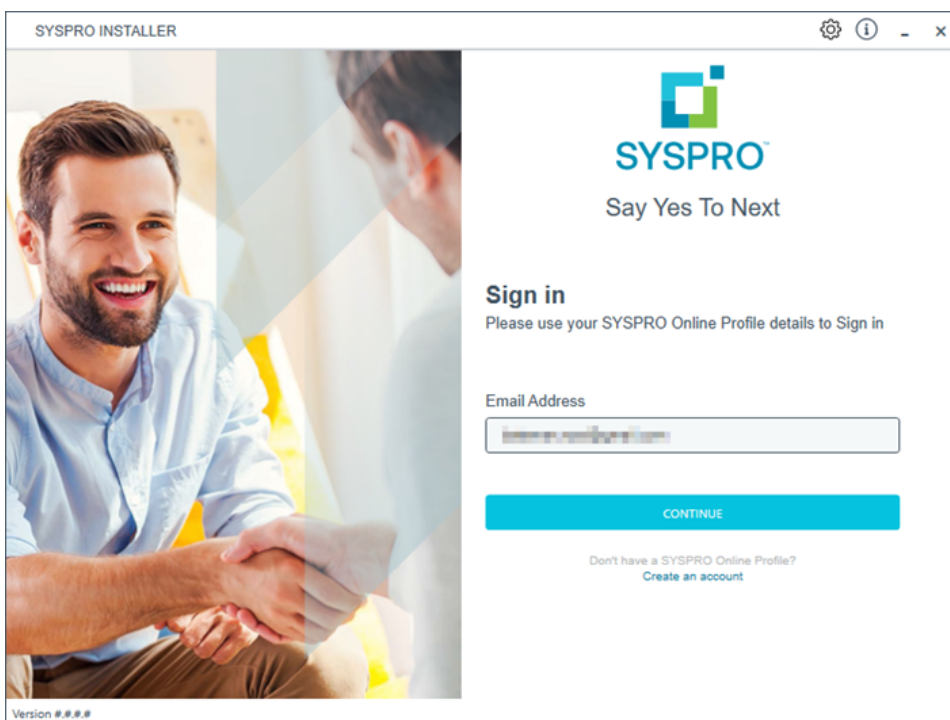 SYSPRO INSTALLER
SYSPRO™
Say Yes To Next
Sign in
Please use your SYSPRO Online Profile details to Sign in
Email Address
CONTINUE
Don't have a SYSPRO Online Profile?
Create an account
Version #.#.#.#